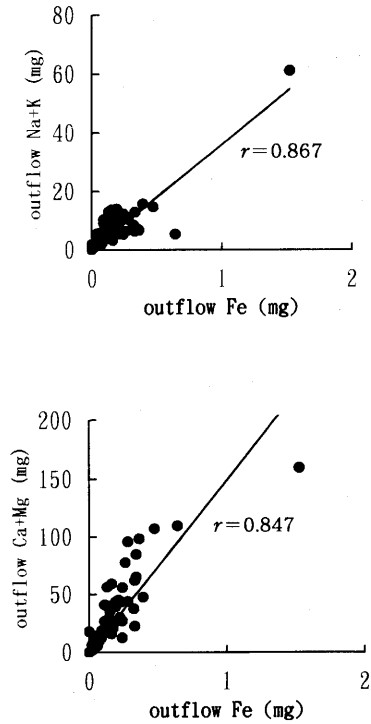 80
60
40
20
0
outflow Na+K (mg)
r=0.867
0 1 2
outflow Fe (mg)
200
150
100
50
0
outflow Ca+Mg (mg)
r=0.847
0 1 2
outflow Fe (mg)